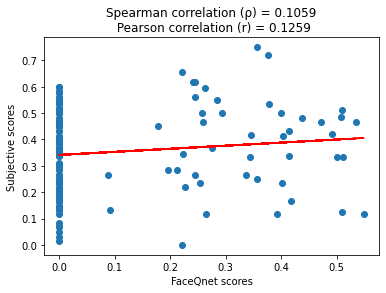 Spearman correlation (ρ) = 0.1059
Pearson correlation (r) = 0.1259
Subjective scores
0.7
0.6
0.5
0.4
0.3
0.2
0.1
0.0
0.0 0.1 0.2 0.3 0.4 0.5
FaceQnet scores